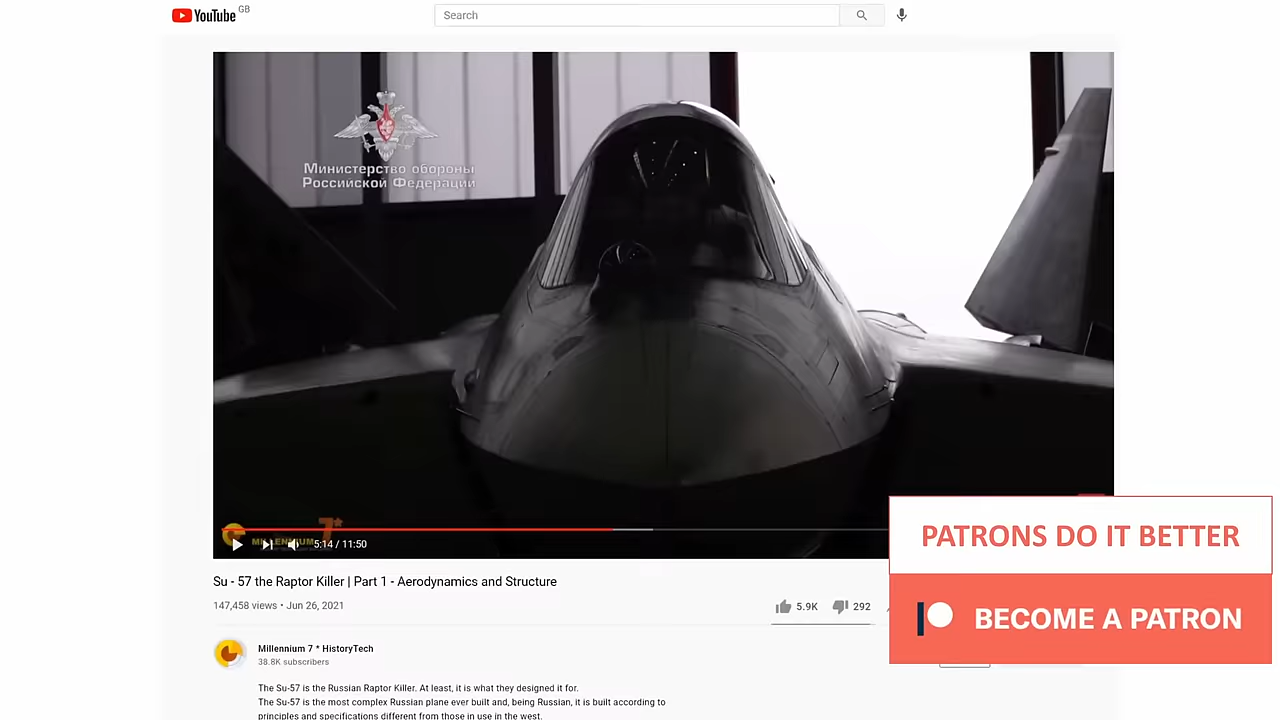 YouTube GB
Search
Министерство обороны
Российской Федерации
7*
MILLENNIUM
5:14 / 11:50
PATRONS DO IT BETTER
Su - 57 the Raptor Killer | Part 1 - Aerodynamics and Structure
147,458 views • Jun 26, 2021
5.9K
292
BECOME A PATRON
Millennium 7 * HistoryTech
38.8K subscribers
The Su-57 is the Russian Raptor Killer. At least, it is what they designed it for.
The Su-57 is the most complex Russian plane ever built and, being Russian, it is built according to
principles and specifications different from those in use in the west.